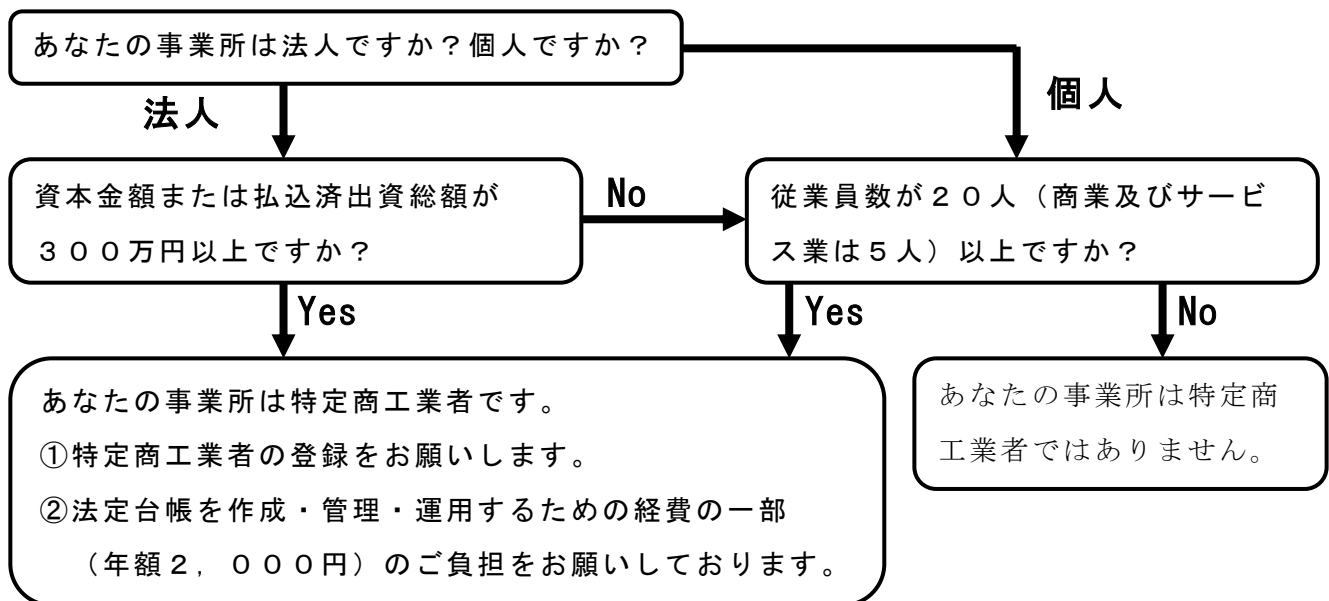 あなたの事業所は法人ですか？個人ですか？
法人
個人
資本金額または払込済出資総額が
３００万円以上ですか？
No
従業員数が２０人（商業及びサービ
ス業は５人）以上ですか？
Yes
Yes
No
あなたの事業所は特定商工業者です。
①特定商工業者の登録をお願いします。
②法定台帳を作成・管理・運用するための経費の一部
（年額２，０００円）のご負担をお願いしております。
あなたの事業所は特定商
工業者ではありません。